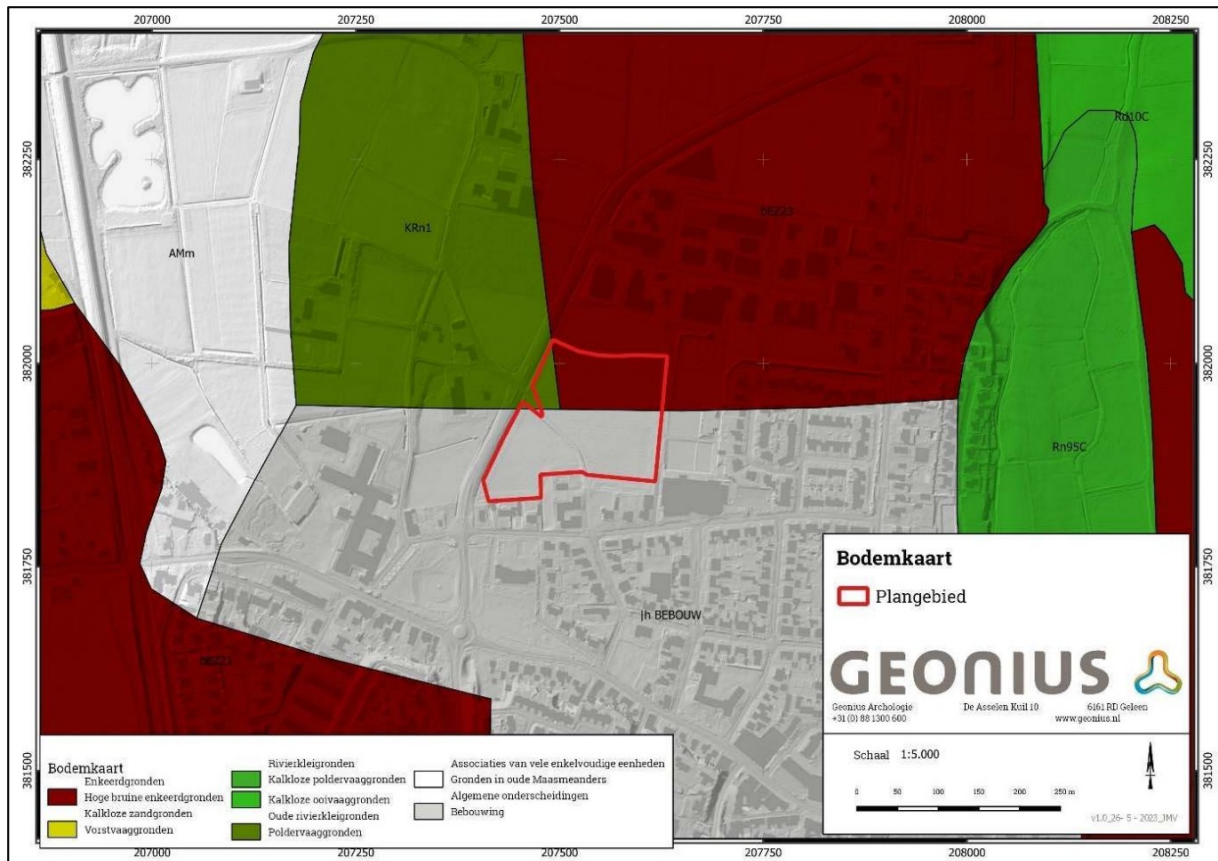 207000 207250 207500 207750 208000 208250
382250
382250
Rd10C
bEZ23
KRn1
AMm
382000
382000
Rn95C
381750
381750
jh BEBOUW
bEZ21
381500
381500
Bodemkaart
Plangebied
GEONIUS
Geonius Archologie De Asselen Kuil 10 6161 RD Geleen
+31 (0) 88 1300 600 www.geonius.nl
Schaal 1:5.000
0 50 100 150 200 250 m
v1.0_26- 5 - 2023_JMV
Bodemkaart
Enkeerdgronden
Hoge bruine enkeerdgronden
Kalkloze zandgronden
Vorstvaaggronden
Rivierkleigronden
Kalkloze poldervaaggronden
Kalkloze ooivaaggronden
Oude rivierkleigronden
Poldervaaggronden
Associaties van vele enkelvoudige eenheden
Gronden in oude Maasmeanders
Algemene onderscheidingen
Bebouwing
207000 207250 207500 207750 208000 208250